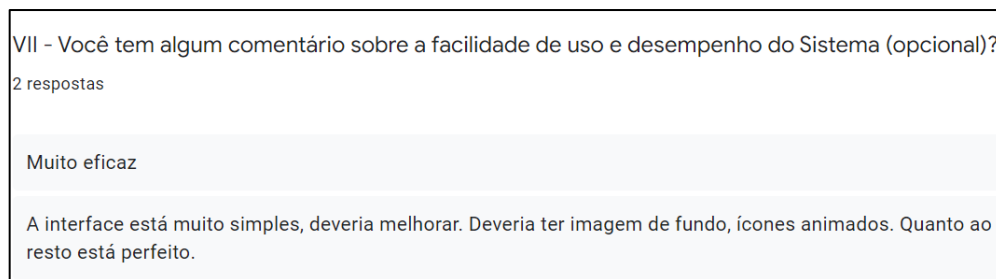 VII - Você tem algum comentário sobre a facilidade de uso e desempenho do Sistema (opcional)?
2 respostas
Muito eficaz
A interface está muito simples, deveria melhorar. Deveria ter imagem de fundo, ícones animados. Quanto ao
resto está perfeito.